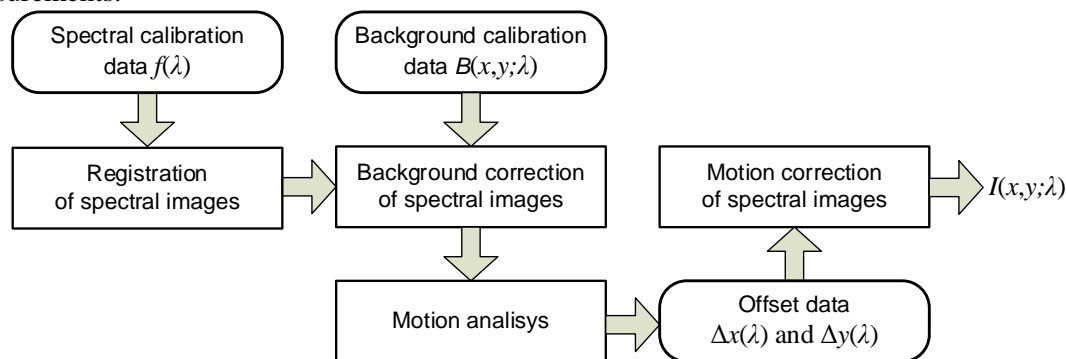 Spectral calibration
data f(λ)
Background calibration
data B(x,y;λ)
Registration
of spectral images
Background correction
of spectral images
Motion correction
of spectral images
I(x,y;λ)
Motion analisys
Offset data
Δx(λ) and Δy(λ)